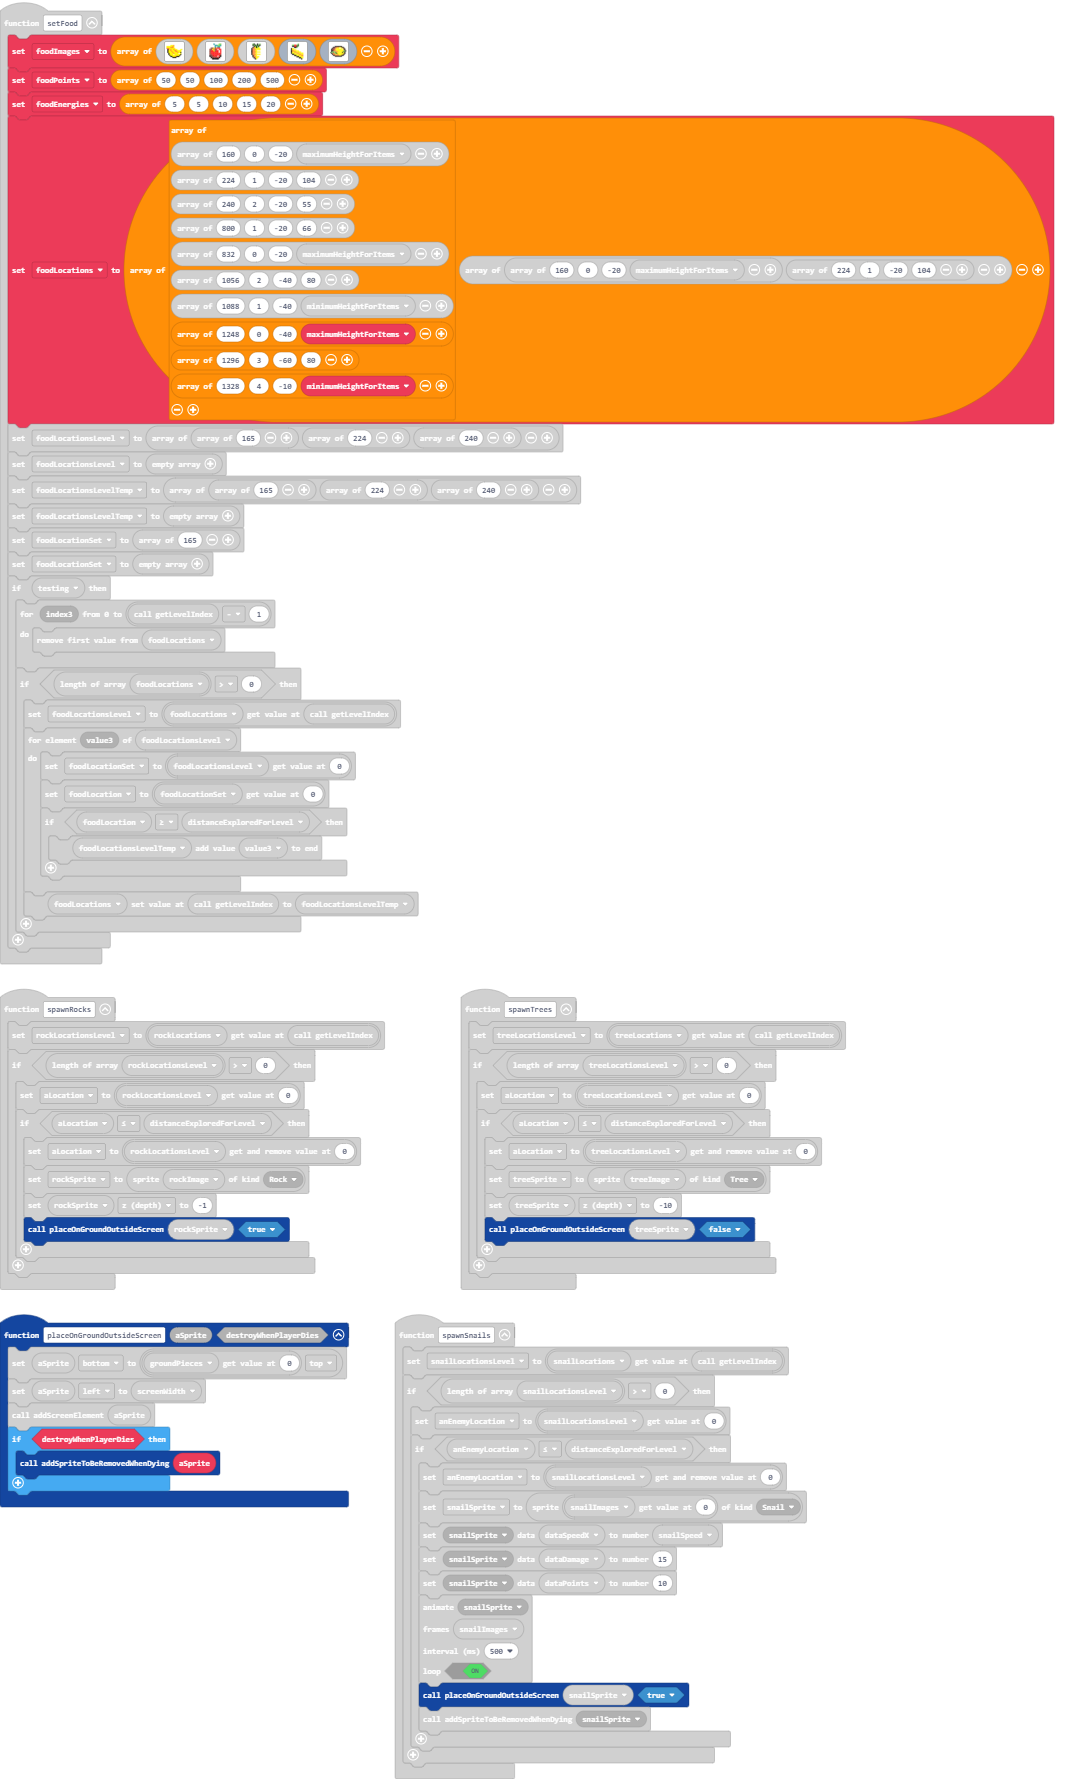 function setFood
set foodImages to array of
set foodPoints to array of 50 50 100 200 500
set foodEnergies to array of 5 5 10 15 20
array of
array of 160 0 -20 maximumHeightForItems
array of 224 1 -20 104
array of 240 2 -20 55
array of 800 1 -20 66
array of 832 0 -20 maximumHeightForItems
set foodLocations to array of
array of 1056 2 -40 80
array of 1088 1 -40 minimumHeightForItems
array of 1248 0 -40 maximumHeightForItems
array of 1296 3 -60 80
array of 1328 4 -10 minimumHeightForItems
array of array of 160 0 -20 maximumHeightForItems array of 224 1 -20 104
set foodLocationsLevel to array of array of 165 array of 224 array of 240
set foodLocationsLevel to empty array
set foodLocationsLevelTemp to array of array of 165 array of 224 array of 240
set foodLocationsLevelTemp to empty array
set foodLocationSet to array of 165
set foodLocationSet to empty array
if testing then
for index3 from 0 to call getLevelIndex - 1
do remove first value from foodLocations
if length of array foodLocations > 0 then
set foodLocationsLevel to foodLocations get value at call getLevelIndex
for element value3 of foodLocationsLevel
do set foodLocationSet to foodLocationsLevel get value at 0
set foodLocation to foodLocationSet get value at 0
if foodLocation ≥ distanceExploredForLevel then
foodLocationsLevelTemp add value value3 to end
foodLocations set value at call getLevelIndex to foodLocationsLevelTemp
function spawnRocks
set rockLocationsLevel to rockLocations get value at call getLevelIndex
if length of array rockLocationsLevel > 0 then
set aLocation to rockLocationsLevel get value at 0
if aLocation ≤ distanceExploredForLevel then
set aLocation to rockLocationsLevel get and remove value at 0
set rockSprite to sprite rockImage of kind Rock
set rockSprite z (depth) to -1
call placeOnGroundOutsideScreen rockSprite true
function spawnTrees
set treeLocationsLevel to treeLocations get value at call getLevelIndex
if length of array treeLocationsLevel > 0 then
set aLocation to treeLocationsLevel get value at 0
if aLocation ≤ distanceExploredForLevel then
set aLocation to treeLocationsLevel get and remove value at 0
set treeSprite to sprite treeImage of kind Tree
set treeSprite z (depth) to -10
call placeOnGroundOutsideScreen treeSprite false
function placeOnGroundOutsideScreen aSprite destroyWhenPlayerDies
set aSprite bottom to groundPieces get value at 0 top
set aSprite left to screenWidth
call addScreenElement aSprite
if destroyWhenPlayerDies then
call addSpriteToBeRemovedWhenDying aSprite
function spawnSnails
set snailLocationsLevel to snailLocations get value at call getLevelIndex
if length of array snailLocationsLevel > 0 then
set anEnemyLocation to snailLocationsLevel get value at 0
if anEnemyLocation ≤ distanceExploredForLevel then
set anEnemyLocation to snailLocationsLevel get and remove value at 0
set snailSprite to sprite snailImages get value at 0 of kind Snail
set snailSprite data dataSpeedX to number snailSpeed
set snailSprite data dataDamage to number 15
set snailSprite data dataPoints to number 10
animate snailSprite
frames snailImages
interval (ms) 500
loop ON
call placeOnGroundOutsideScreen snailSprite true
call addSpriteToBeRemovedWhenDying snailSprite